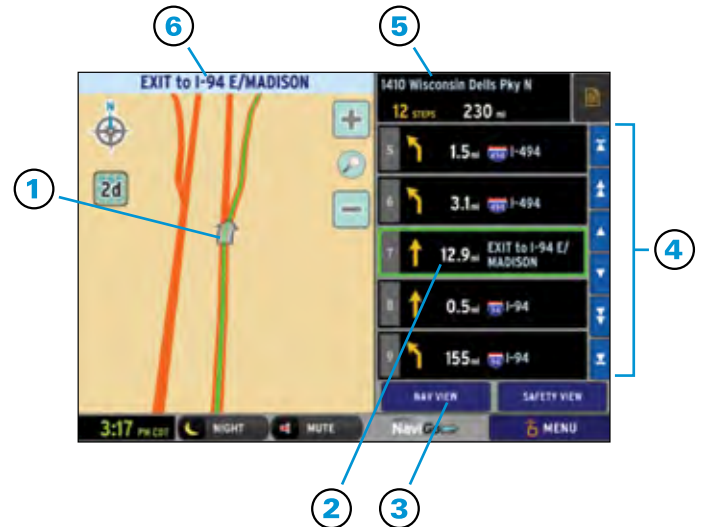 6
5
EXIT to I-94 E/MADISON
1410 Wisconsin Dells Pky N
12 STEPS 230 mi
N
2d
5 1.5 mi I-494
6 3.1 mi I-494
7 12.9 mi EXIT to I-94 E/
MADISON
8 0.5 mi I-94
9 155 mi I-94
1
4
NAV VIEW
SAFETY VIEW
3:17 PM CDT
NIGHT
MUTE
NaviGo
MENU
2
3